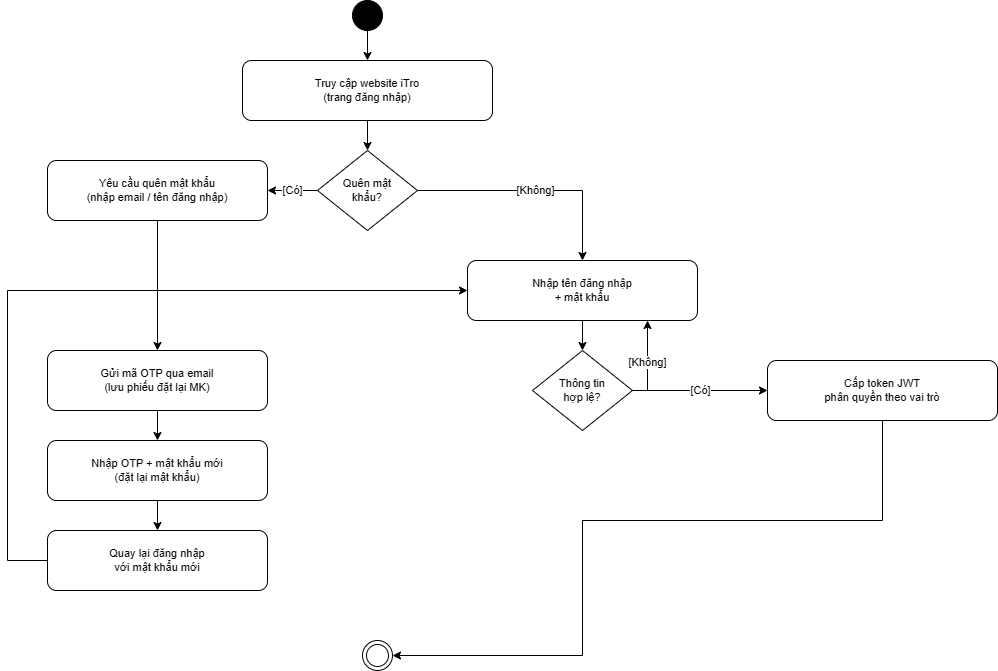 Truy cập website iTro
(trang đăng nhập)
Quên mật
khẩu?
[Có]
[Không]
Yêu cầu quên mật khẩu
(nhập email / tên đăng nhập)
Nhập tên đăng nhập
+ mật khẩu
Gửi mã OTP qua email
(lưu phiếu đặt lại MK)
Thông tin
hợp lệ?
[Không]
[Có]
Cấp token JWT
phân quyền theo vai trò
Nhập OTP + mật khẩu mới
(đặt lại mật khẩu)
Quay lại đăng nhập
với mật khẩu mới